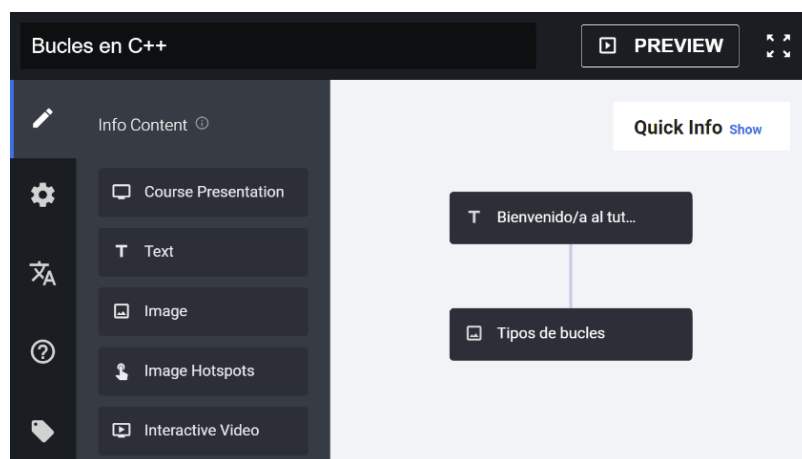 Bucles en C++
PREVIEW
Info Content
Quick Info Show
Course Presentation
Text
Image
Image Hotspots
Interactive Video
T Bienvenido/a al tut...
Tipos de bucles